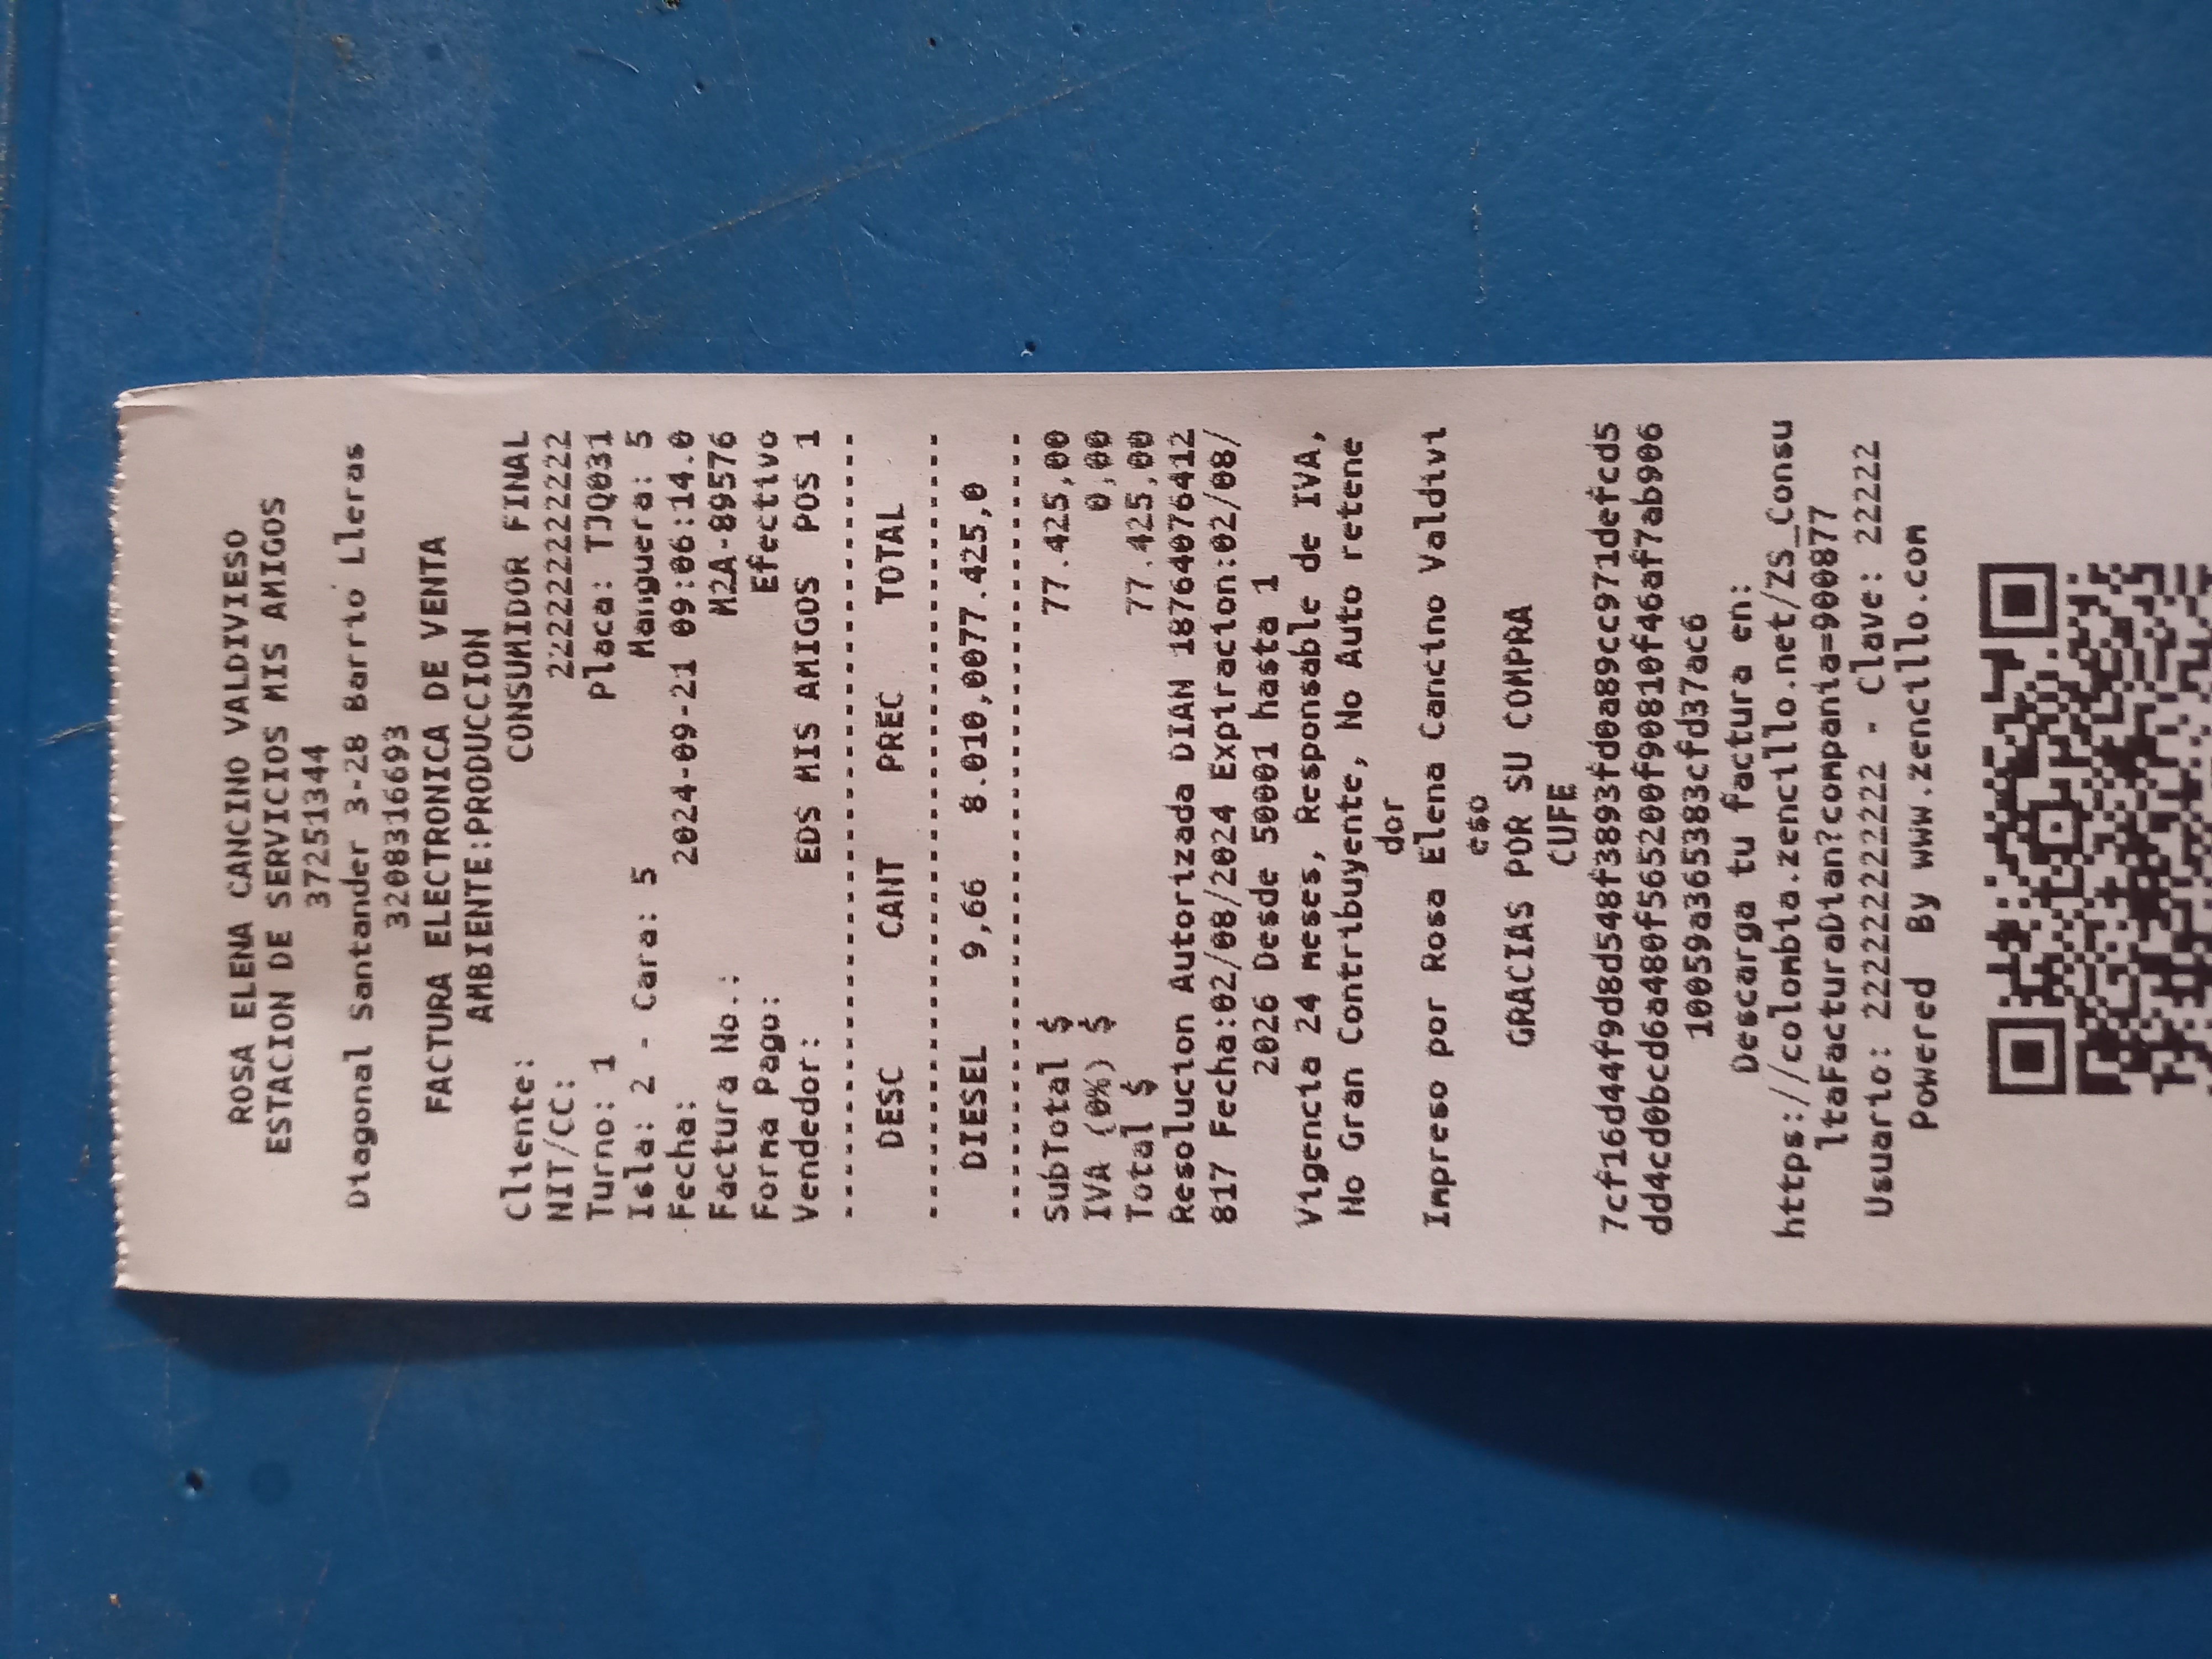 ROSA ELENA CANCINO VALDIVIESO
ESTACION DE SERVICIOS MIS AMIGOS
37251344
Diagonal Santander 3-28 Barrio Lleras
3208316693
FACTURA ELECTRONICA DE VENTA
AMBIENTE:PRODUCCION
Cliente: CONSUMIDOR FINAL
NIT/CC: 222222222222
Turno: 1 Placa: TJQ031
Isla: 2 - Cara: 5 Manguera: 5
Fecha: 2024-09-21 09:06:14.0
Factura No.: M2A-89576
Forma Pago: Efectivo
Vendedor: EDS MIS AMIGOS POS 1
DESC CANT PREC TOTAL
DIESEL 9,66 8.010,0077.425,0
SubTotal $ 77.425,00
IVA (0%) $ 0,00
Total $ 77.425,00
Resolucion Autorizada DIAN 18764076412
817 Fecha:02/08/2024 Expiracion:02/08/
2026 Desde 50001 hasta 1
Vigencia 24 meses, Responsable de IVA,
No Gran Contribuyente, No Auto retene
dor
Impreso por Rosa Elena Cancino Valdivi
eso
GRACIAS POR SU COMPRA
CUFE
7cf16d44f9d8d548f3893fd0a89cc971defcd5
dd4cd0bcd6a480f565200f90810f46af7ab906
10059a365383cfd37ac6
Descarga tu factura en:
https://colombia.zencillo.net/ZS_Consu
ltaFacturaDian?compania=900877
Usuario: 222222222222 - Clave: 22222
Powered By www.zencillo.com